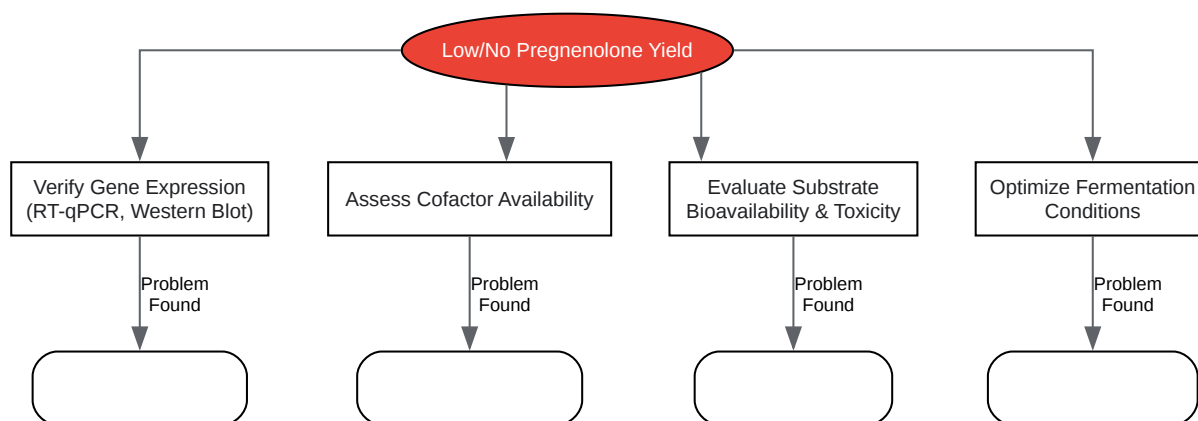 Low/No Pregnenolone Yield
Verify Gene Expression
(RT-qPCR, Western Blot)
Assess Cofactor Availability
Evaluate Substrate
Bioavailability & Toxicity
Optimize Fermentation
Conditions
Problem
Found
Problem
Found
Problem
Found
Problem
Found